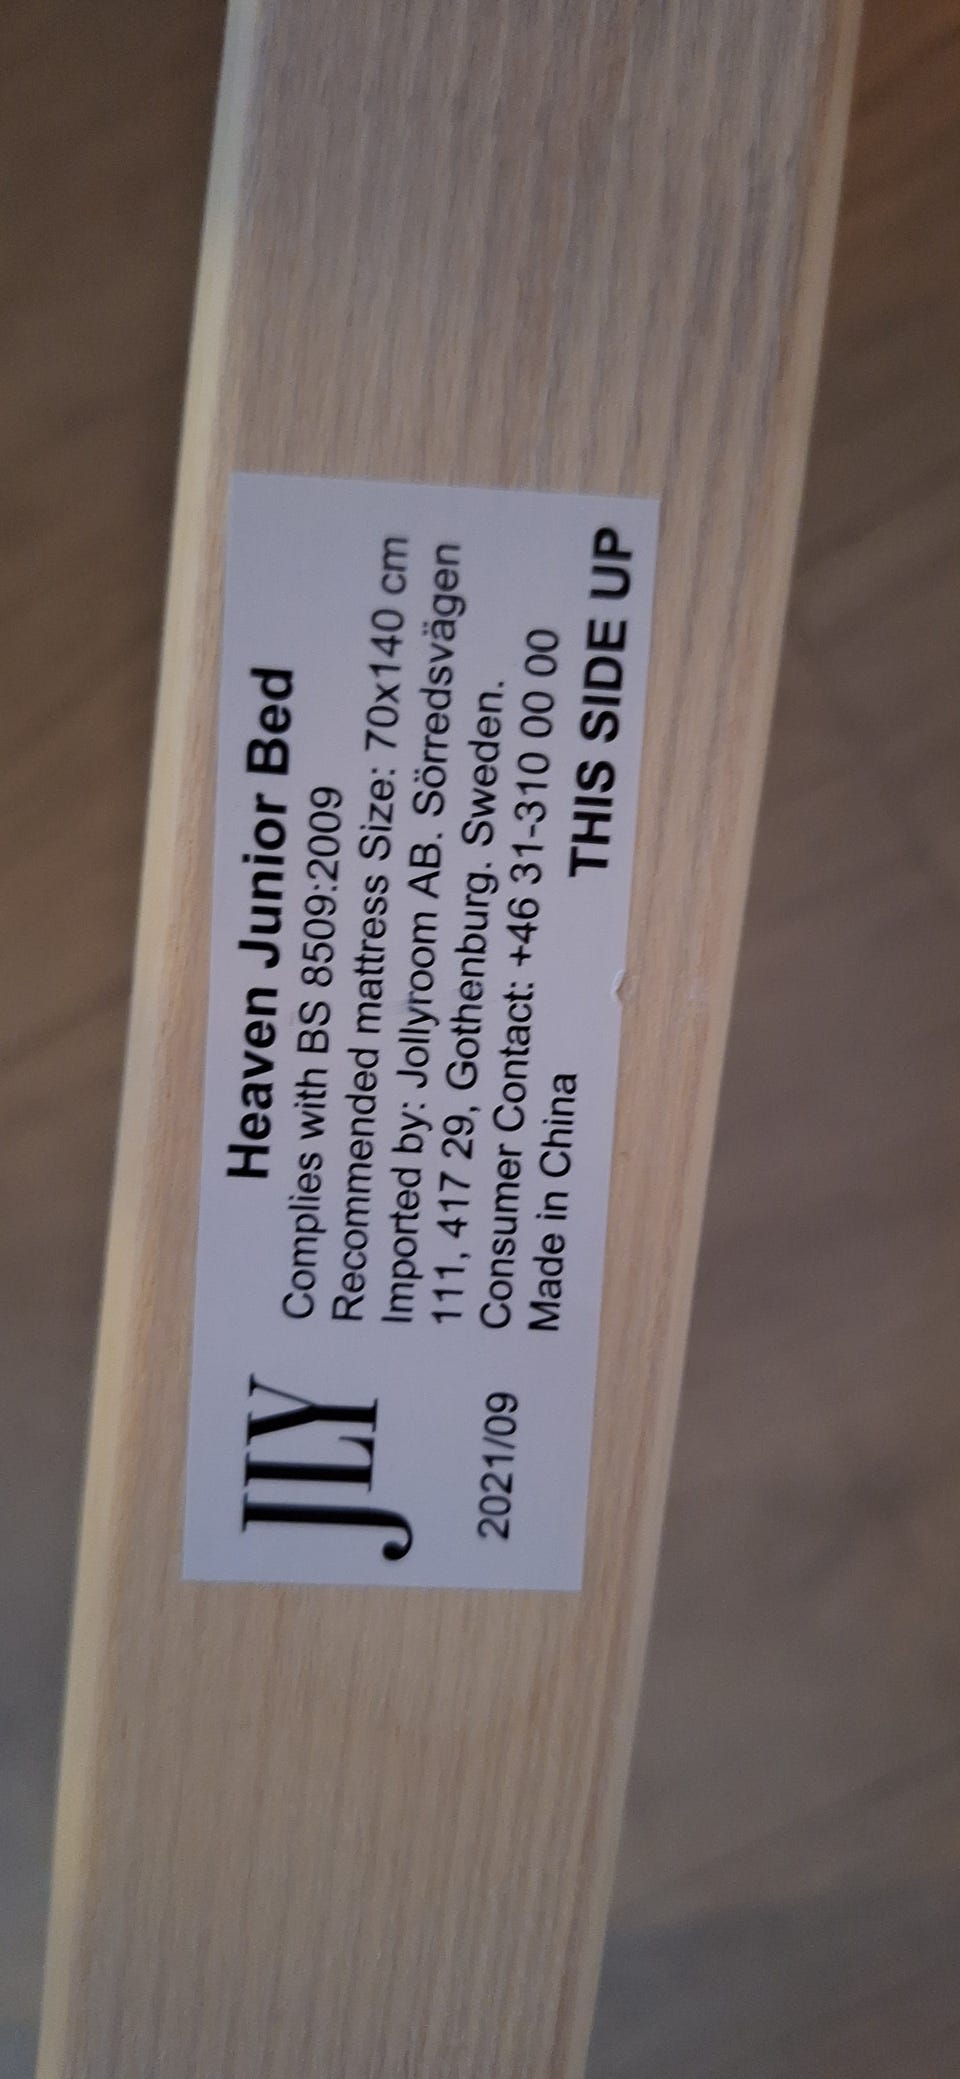 JLY
2021/09
Heaven Junior Bed
Complies with BS 8509:2009
Recommended mattress Size: 70x140 cm
Imported by: Jollyroom AB. Sörredsvägen
111, 417 29, Gothenburg. Sweden.
Consumer Contact: +46 31-310 00 00
Made in China
THIS SIDE UP